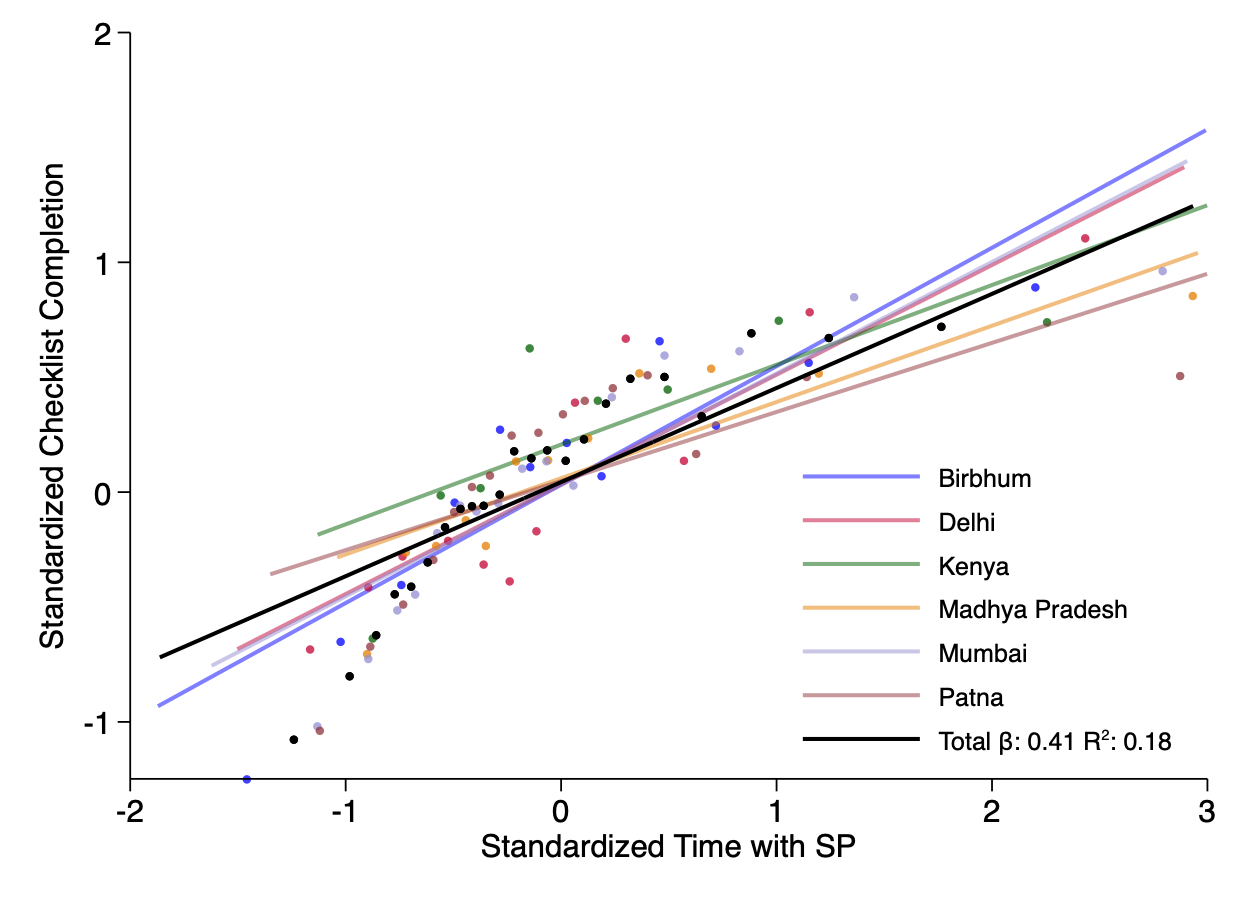 2
1
0
-1
Standardized Checklist Completion
Birbhum
Delhi
Kenya
Madhya Pradesh
Mumbai
Patna
Total β: 0.41 R²: 0.18
-2 -1 0 1 2 3
Standardized Time with SP